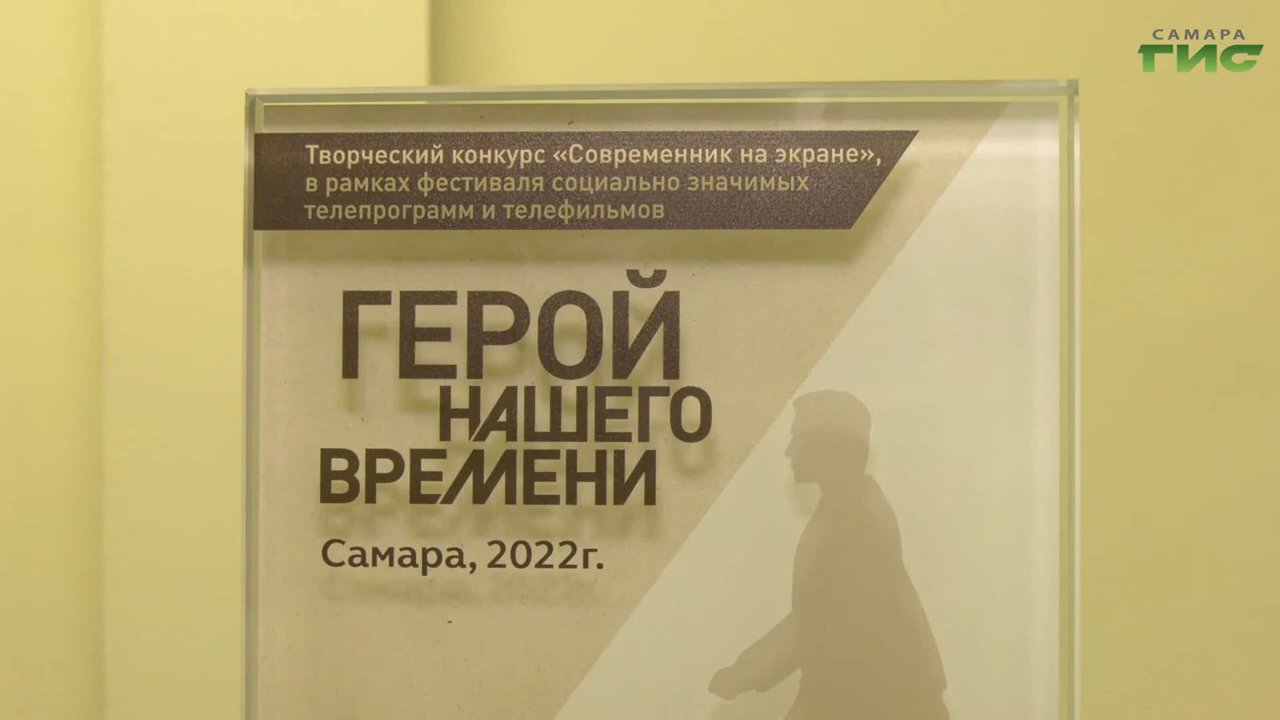 САМАРА
ГИС
Творческий конкурс «Современник на экране»,
в рамках фестиваля социально значимых
телепрограмм и телефильмов
ГЕРОЙ
НАШЕГО
ВРЕМЕНИ
Самара, 2022г.